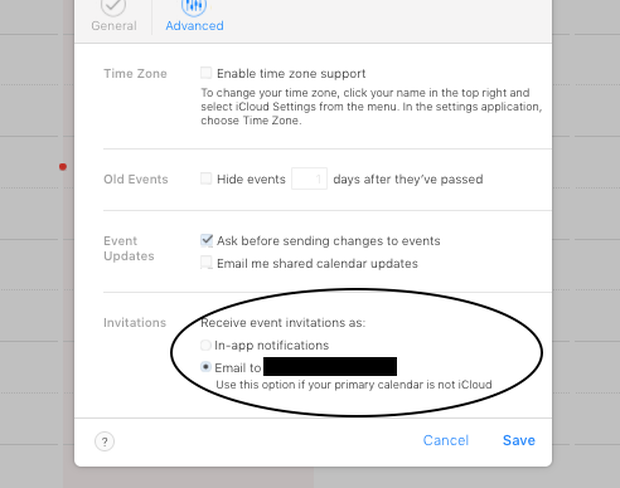 General
Advanced
Time Zone
Enable time zone support
To change your time zone, click your name in the top right and
select iCloud Settings from the menu. In the settings application,
choose Time Zone.
Old Events
Hide events 1 days after they've passed
Event
Updates
Ask before sending changes to events
Email me shared calendar updates
Invitations
Receive event invitations as:
In-app notifications
Email to
Use this option if your primary calendar is not iCloud
?
Cancel
Save